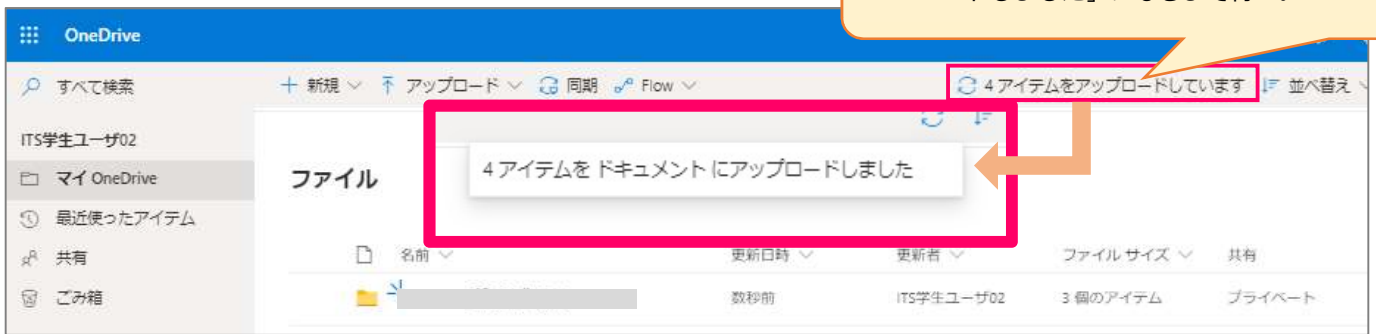 OneDrive
すべて検索
新規
アップロード
同期
Flow
4 アイテムをアップロードしています
並べ替え
ITS学生ユーザ02
マイ OneDrive
最近使ったアイテム
共有
ごみ箱
ファイル
4 アイテムを ドキュメント にアップロードしました
名前 更新日時 更新者 ファイル サイズ 共有
数秒前 ITS学生ユーザ02 3 個のアイテム プライベート